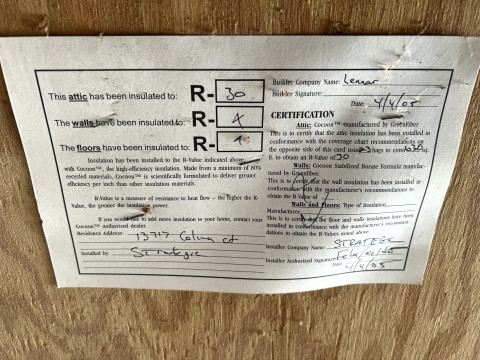 This attic has been insulated to: R- 30
The walls have been insulated to: R-
The floors have been insulated to: R-
Insulation has been installed to the R-Value indicated above
with Cocoon™, the high-efficiency insulation. Made from a minimum of 80%
recycled materials, Cocoon™ is scientifically formulated to deliver greater
efficiency per inch than other insulation materials.
R-Value is a measure of resistance to heat flow – the higher the R-
Value, the greater the insulation power.
If you would like to add more insulation to your home, contact your
Cocoon™ authorized dealer.
Residence Address: 13717 ct
Installed by Strategic
Builder Company Name: Lennar
Builder Signature:
Date: 4/4/05
CERTIFICATION
Attic: Cocoon™ manufactured by Greenfiber
This is to certify that the attic insulation has been installed in
conformance with the coverage chart recommendations on
the opposite side of this card using bags in cover
ft. to obtain an R-Value of 30
Walls: Cocoon Stabilized Borate Formula manufac-
tured by Greenfiber.
This is to certify that the wall insulation has been installed in
conformance with the manufacturer's recommendations
to obtain the R-Value of
Walls and Floors: Type of Insulation
Manufacturer
This is to certify that the floor and walls insulation have been
installed in conformance with the manufacturer's recommen-
dations to obtain the R-Values noted above.
Installer Company Name: STRATEGIC
Installer Authorized Signature
Date 4/4/05